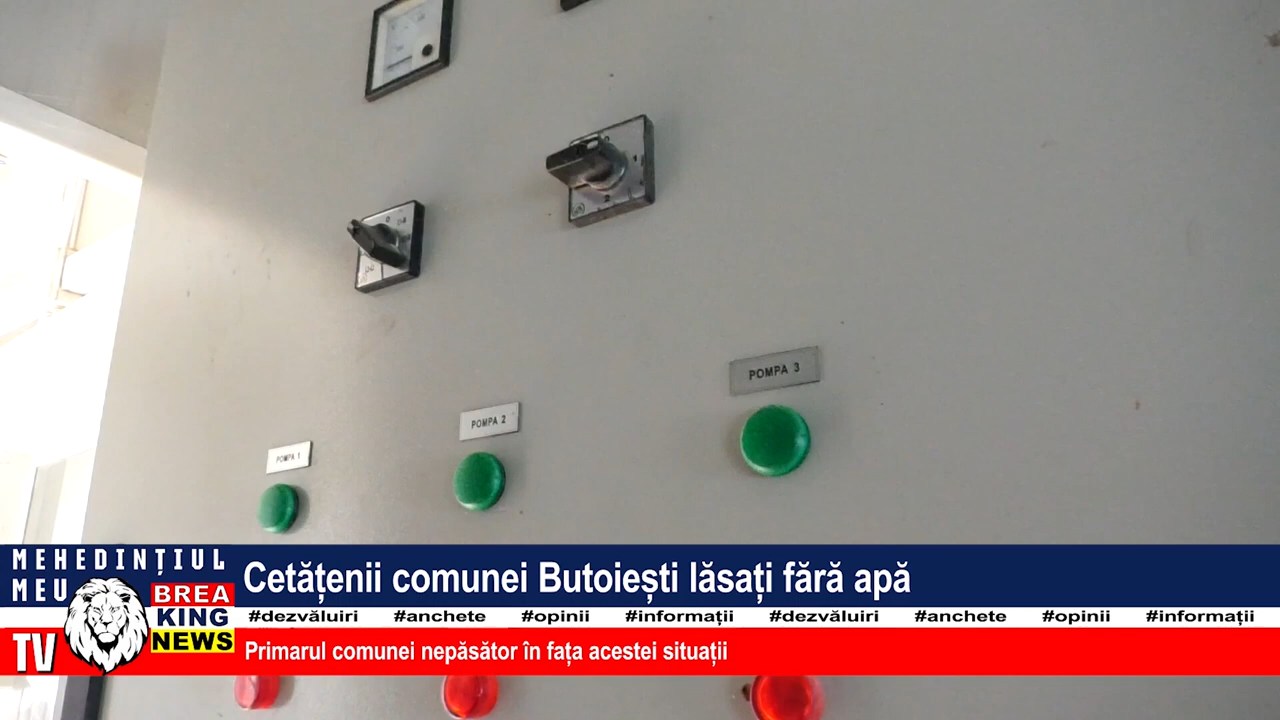 POMPA 3
POMPA 2
POMPA 1
MEHEDINȚIUL
MEU
BREA
KING
NEWS
TV
Cetățenii comunei Butoiești lăsați fără apă
#dezvăluiri #anchete #opinii #informații #dezvăluiri #anchete #opinii #informații
Primarul comunei nepăsător în fața acestei situații